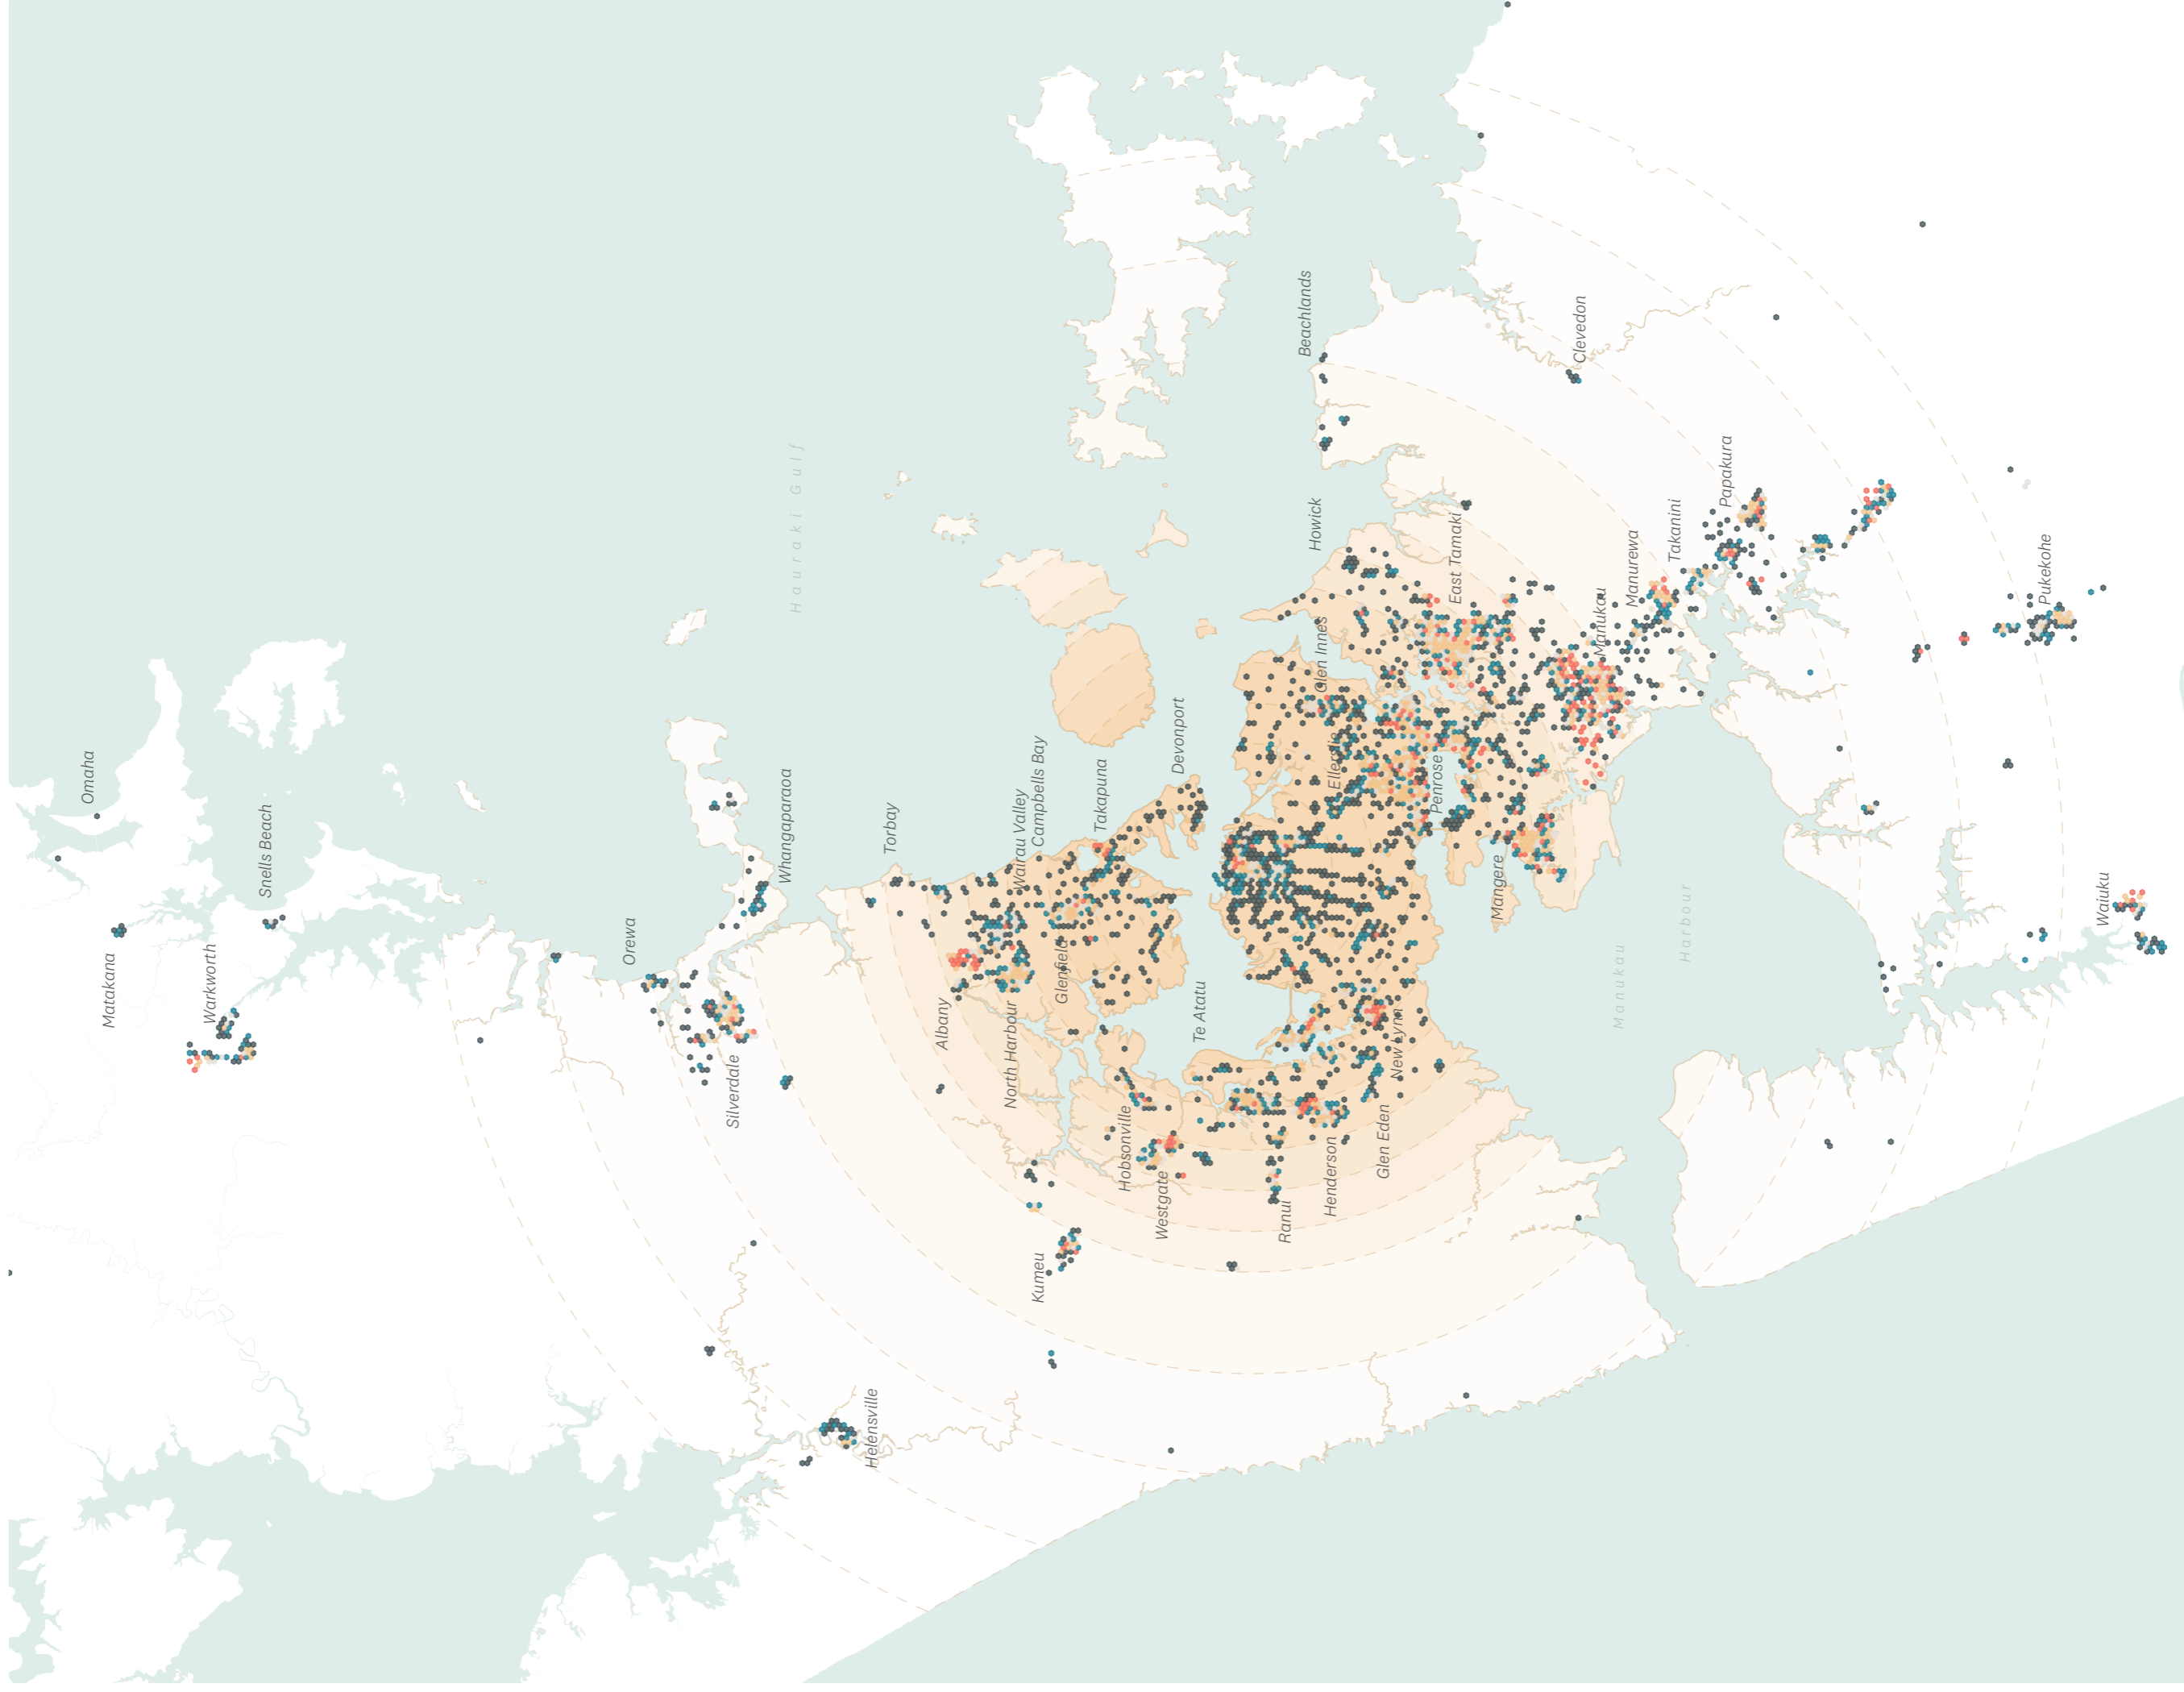 Omaha
Matakana
Warkworth
Snells Beach
Orewa
Silverdale
Whangaparaoa
Hauraki Gulf
Helensville
Torbay
Albany
North Harbour
Wairau Valley
Campbells Bay
Kumeu
Glenfield
Takapuna
Hobsonville
Westgate
Devonport
Te Atatu
Ranui
Beachlands
Howick
Glen Innes
Ellerslie
Henderson
Glen Eden
New Lynn
Penrose
East Tamaki
Mangere
Clevedon
Manukau
Manukau
Harbour
Manurewa
Takanini
Papakura
Pukekohe
Waiuku